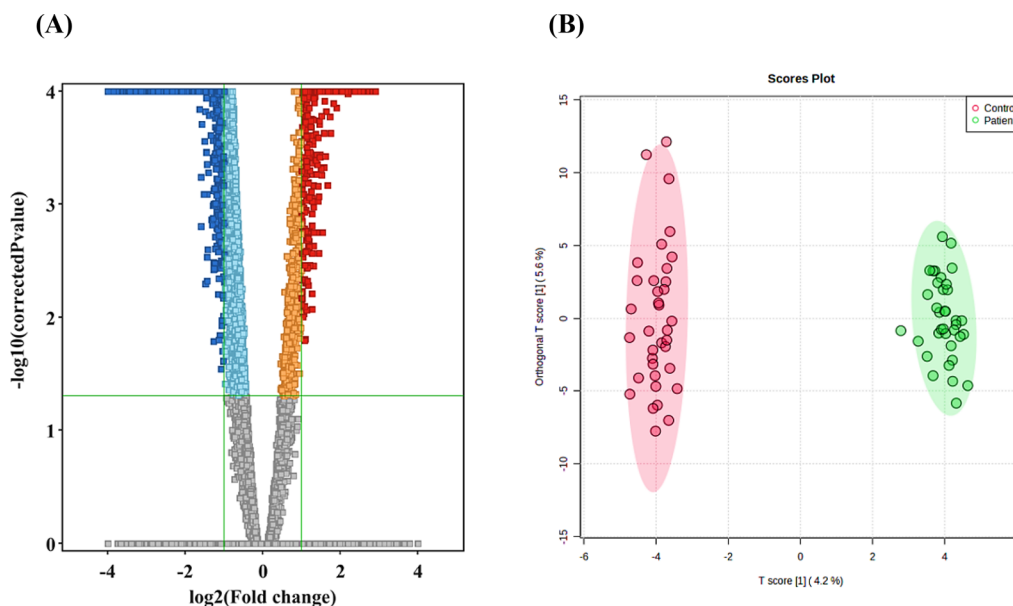 (A)
(B)
-log10(correctedPvalue)
4
3
2
1
0
-4
-2
0
2
4
log2(Fold change)
Scores Plot
Orthogonal T score [1] ( 5.6 %)
15
10
5
0
-5
-10
-15
-6
-4
-2
0
2
4
T score [1] ( 4.2 %)
Contro
Patien